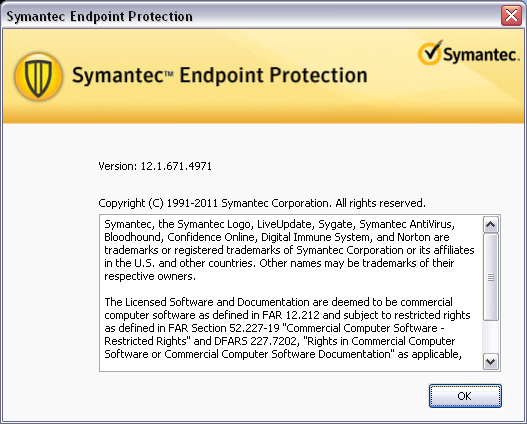 Symantec Endpoint Protection
Symantec.
Symantec™ Endpoint Protection
Version: 12.1.671.4971
Copyright (C) 1991-2011 Symantec Corporation. All rights reserved.
Symantec, the Symantec Logo, LiveUpdate, Sygate, Symantec AntiVirus,
Bloodhound, Confidence Online, Digital Immune System, and Norton are
trademarks or registered trademarks of Symantec Corporation or its affiliates
in the U.S. and other countries. Other names may be trademarks of their
respective owners.
The Licensed Software and Documentation are deemed to be commercial
computer software as defined in FAR 12.212 and subject to restricted rights
as defined in FAR Section 52.227-19 "Commercial Computer Software -
Restricted Rights" and DFARS 227.7202, "Rights in Commercial Computer
Software or Commercial Computer Software Documentation" as applicable,
OK